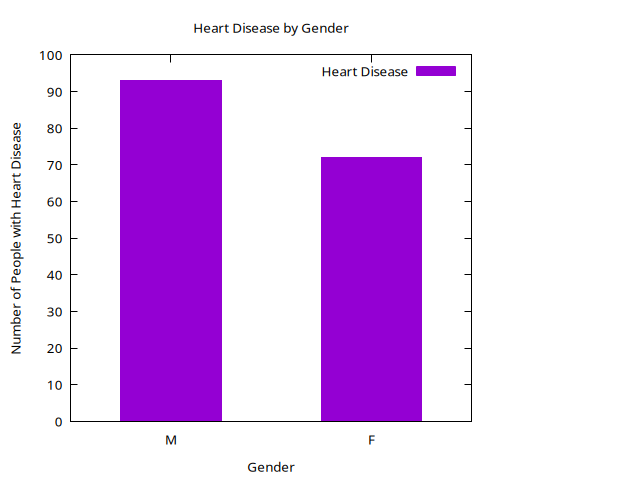 Heart Disease by Gender
Heart Disease
100
90
80
70
60
50
40
30
20
10
0
Number of People with Heart Disease
M F
Gender